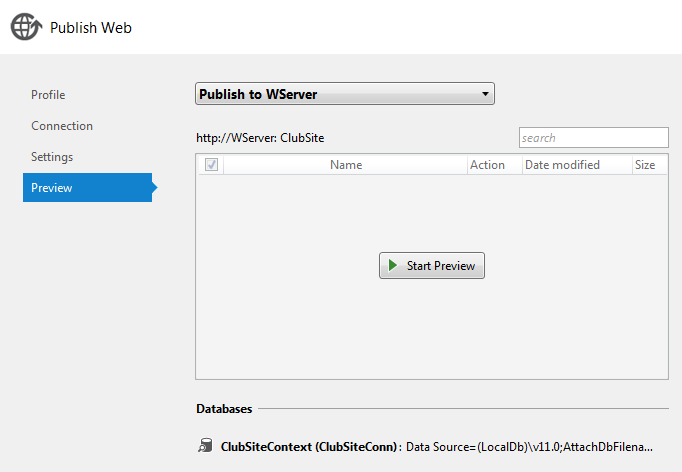 Publish Web
Profile
Connection
Settings
Preview
Publish to WServer
http://WServer: ClubSite
search
Name Action Date modified Size
Start Preview
Databases
ClubSiteContext (ClubSiteConn) : Data Source=(LocalDb)\v11.0;AttachDbFilena...